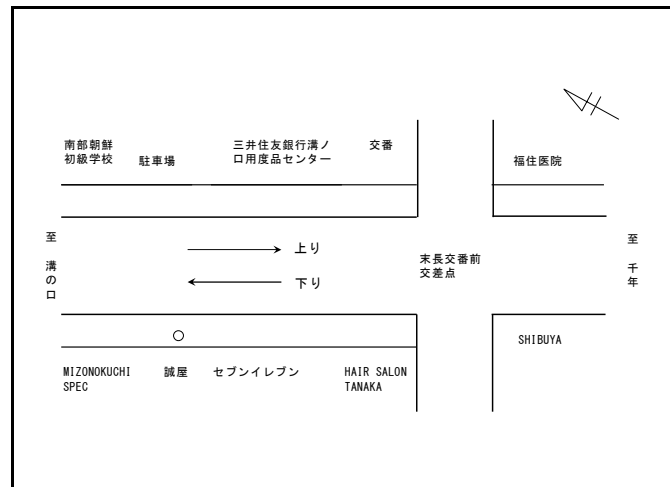 南部朝鮮
初級学校
駐車場
三井住友銀行溝ノ
口用度品センター
交番
福住医院
至 溝の口
上り
下り
末長交番前
交差点
至 千年
MIZONOKUCHI
SPEC
誠屋
セブンイレブン
HAIR SALON
TANAKA
SHIBUYA